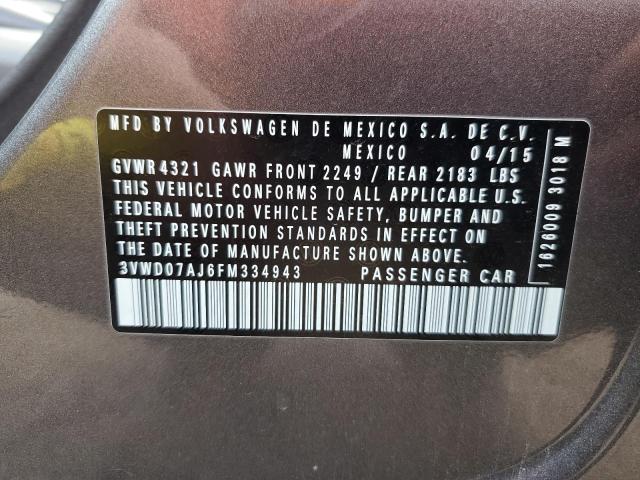 MFD BY VOLKSWAGEN DE MEXICO S.A. DE C.V.
MEXICO 04/15
GVWR 4321 GAWR FRONT 2249 / REAR 2183 LBS
THIS VEHICLE CONFORMS TO ALL APPLICABLE U.S.
FEDERAL MOTOR VEHICLE SAFETY, BUMPER AND
THEFT PREVENTION STANDARDS IN EFFECT ON
THE DATE OF MANUFACTURE SHOWN ABOVE.
3VWD07AJ6FM334943 PASSENGER CAR
1626009 3018 M